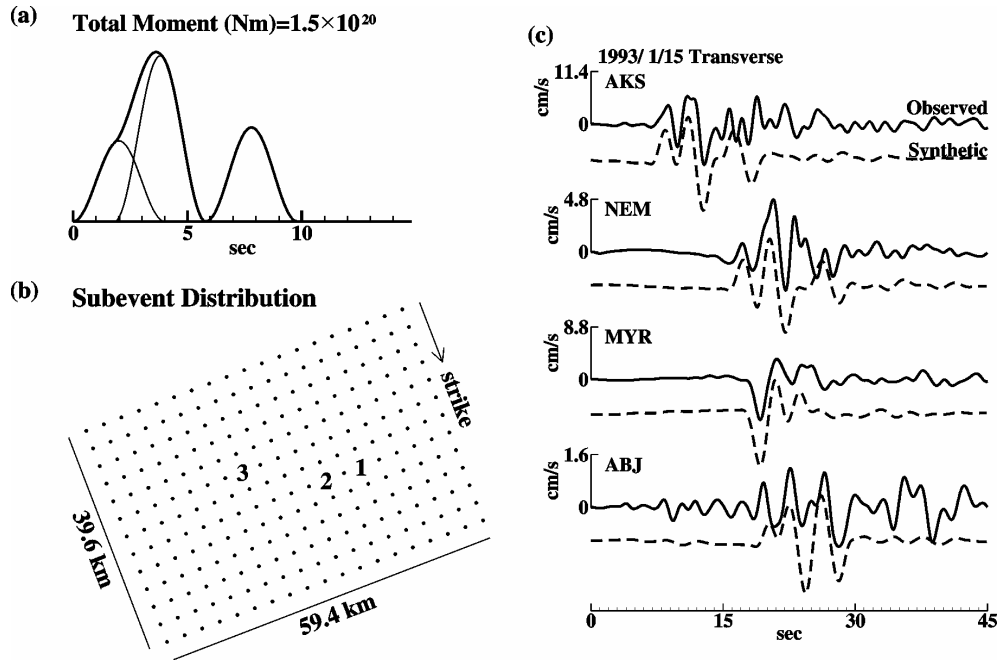 (a)
Total Moment (Nm)=1.5×10²⁰
0 5 10
sec
(b)
Subevent Distribution
strike
1
2
3
39.6 km
59.4 km
(c)
1993/ 1/15 Transverse
11.4
AKS
cm/s
0
Observed
Synthetic
4.8
NEM
cm/s
0
8.8
MYR
cm/s
0
1.6
ABJ
cm/s
0
0 15 30 45
sec